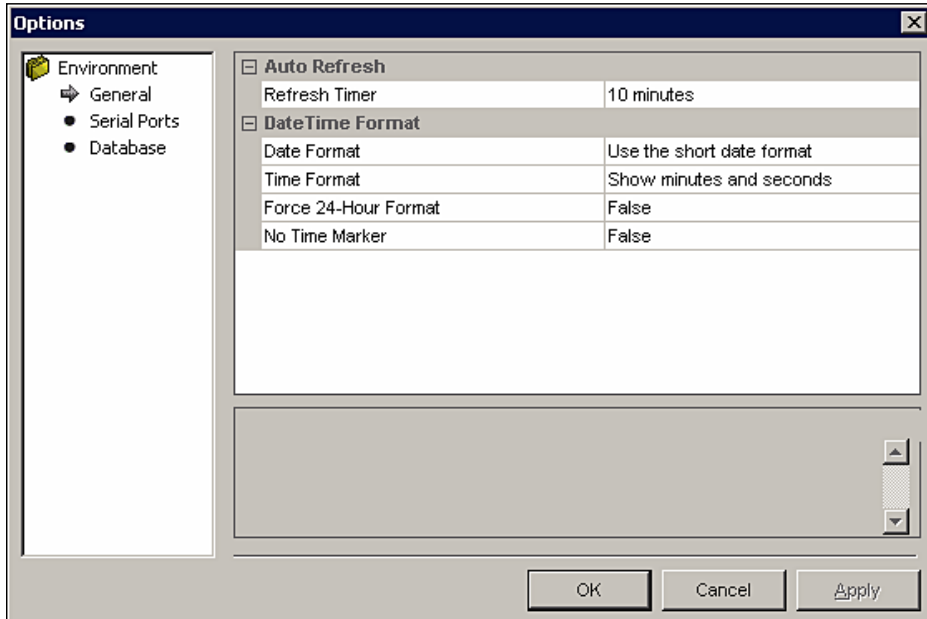 Options
Environment
General
Serial Ports
Database
Auto Refresh
Refresh Timer 10 minutes
DateTime Format
Date Format Use the short date format
Time Format Show minutes and seconds
Force 24-Hour Format False
No Time Marker False
OK Cancel Apply